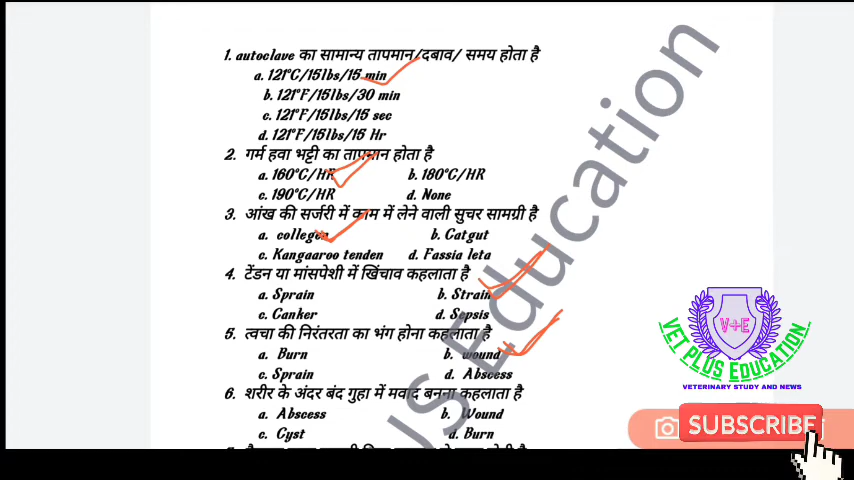 1. autoclave का सामान्य तापमान/दबाव/ समय होता है
a. 121°C/15lbs/15 min
b. 121°F/15lbs/30 min
c. 121°F/15lbs/15 sec
d. 121°F/15lbs/15 Hr
2. गर्म हवा भट्टी का तापमान होता है
a. 160°C/HR b. 180°C/HR
c. 190°C/HR d. None
3. आंख की सर्जरी में काम में लेने वाली सुचर सामग्री है
a. collegen b. Catgut
c. Kangaaroo tenden d. Fassia leta
4. टेंडन या मांसपेशी में खिंचाव कहलाता है
a. Sprain b. Strain
c. Canker d. Sepsis
5. त्वचा की निरंतरता का भंग होना कहलाता है
a. Burn b. wound
c. Sprain d. Abscess
6. शरीर के अंदर बंद गुहा में मवाद बनना कहलाता है
a. Abscess b. Wound
c. Cyst d. Burn
JS Education
V+E
VET PLUS EDUCATION
VETERINARY STUDY AND NEWS
SUBSCRIBE